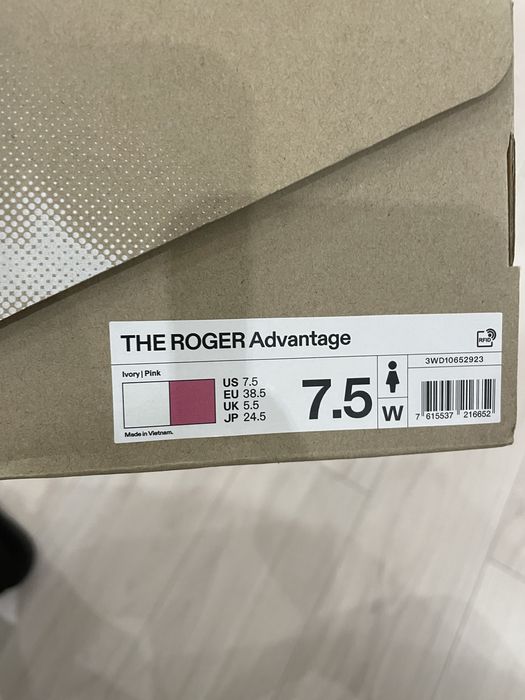 THE ROGER Advantage
RFID
Ivory | Pink
US 7.5
EU 38.5
UK 5.5
JP 24.5
Made in Vietnam.
7.5
W
3WD10652923
7 615537 216652